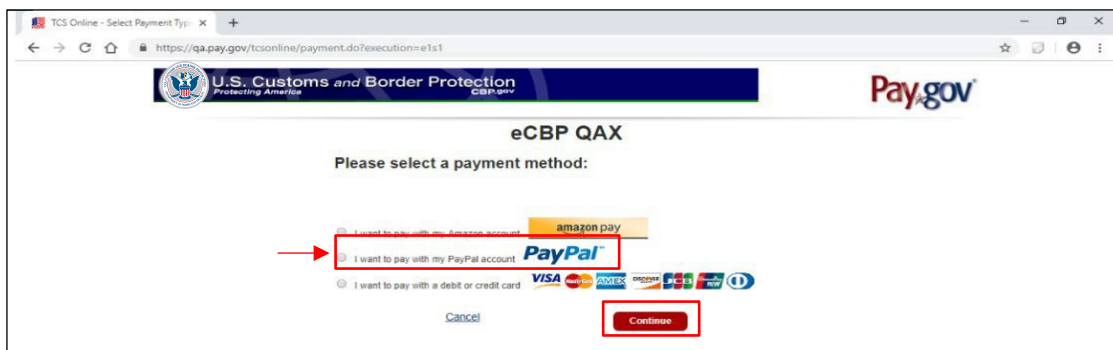 TCS Online - Select Payment Typ
https://qa.pay.gov/tcsonline/payment.do?execution=e1s1
U.S. Customs and Border Protection
Protecting America
CBP.gov
Pay.gov
eCBP QAX
Please select a payment method:
I want to pay with my Amazon account amazon pay
I want to pay with my PayPal account PayPal
I want to pay with a debit or credit card VISA MasterCard AMEX DISCOVER JCB
Cancel Continue